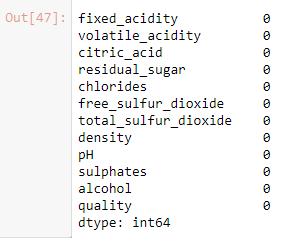 Out[47]: fixed_acidity 0
volatile_acidity 0
citric_acid 0
residual_sugar 0
chlorides 0
free_sulfur_dioxide 0
total_sulfur_dioxide 0
density 0
pH 0
sulphates 0
alcohol 0
quality 0
dtype: int64